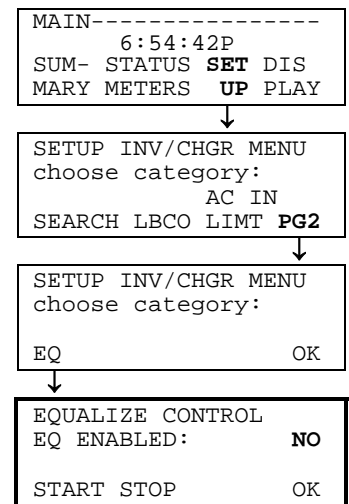 MAIN----------------
6:54:42P
SUM- STATUS SET DIS
MARY METERS UP PLAY
SETUP INV/CHGR MENU
choose category:
AC IN
SEARCH LBCO LIMT PG2
SETUP INV/CHGR MENU
choose category:
EQ OK
EQUALIZE CONTROL
EQ ENABLED: NO
START STOP OK